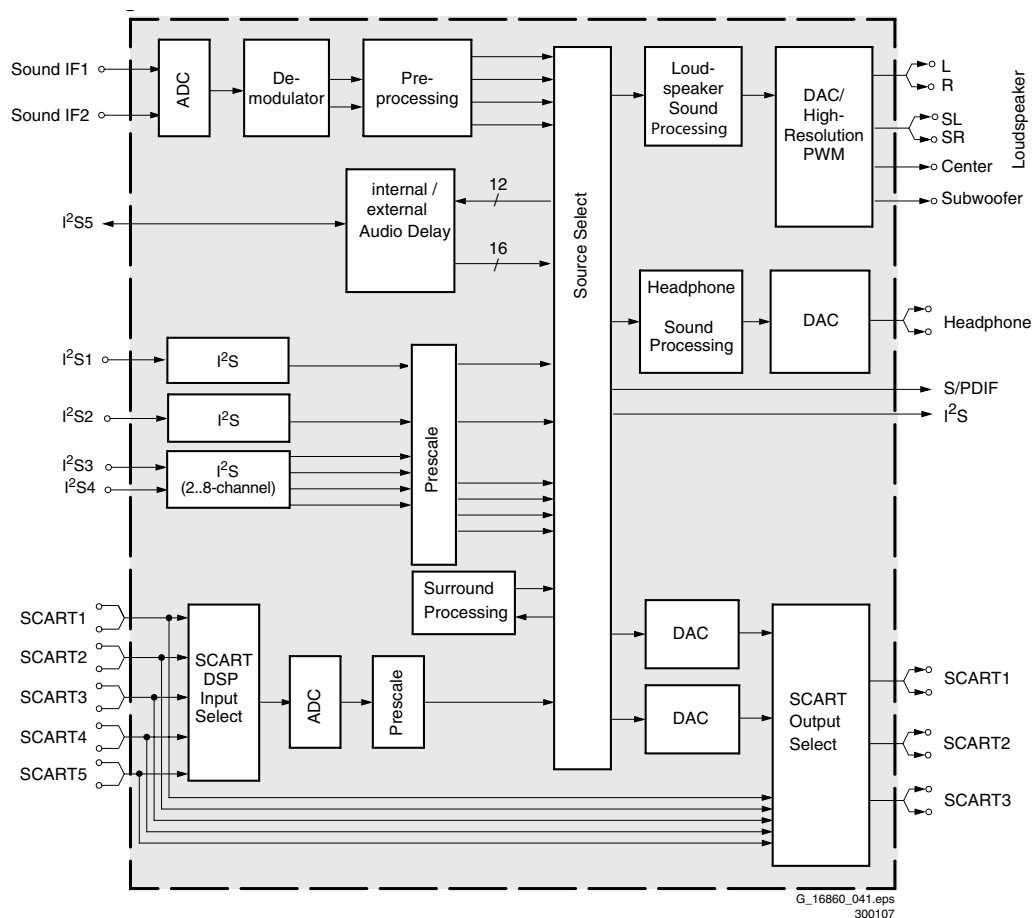 Sound IF1
Sound IF2
ADC
De-
modulator
Pre-
processing
Loud-
speaker
Sound
Processing
DAC/
High-
Resolution
PWM
L
R
SL
SR
Center
Subwoofer
Loudspeaker
I²S5
internal /
external
Audio Delay
12
16
Source Select
Headphone
Sound
Processing
DAC
Headphone
S/PDIF
I²S
I²S1
I²S
I²S2
I²S
I²S3
I²S4
I²S
(2..8-channel)
Prescale
Surround
Processing
SCART1
SCART2
SCART3
SCART4
SCART5
SCART
DSP
Input
Select
ADC
Prescale
DAC
DAC
SCART
Output
Select
SCART1
SCART2
SCART3
G_16860_041.eps
300107